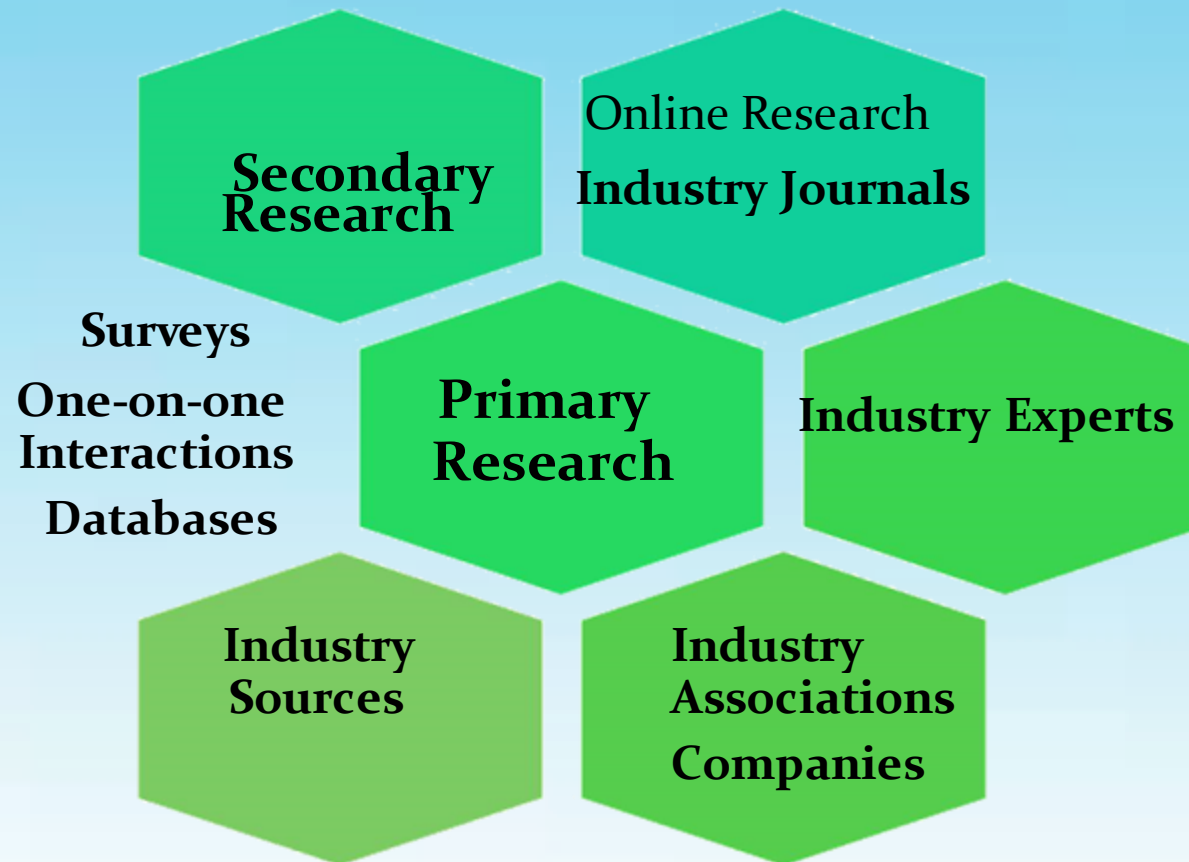 Secondary
Research
Online Research
Industry Journals
Surveys
One-on-one
Interactions
Databases
Primary
Research
Industry Experts
Industry
Sources
Industry
Associations
Companies